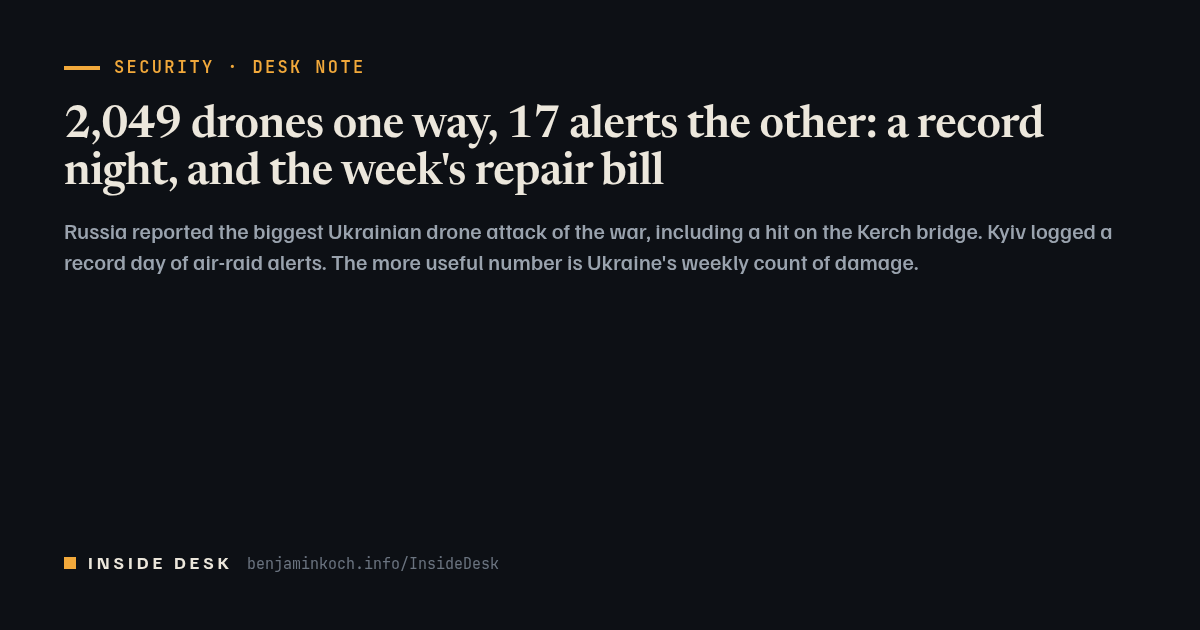 SECURITY · DESK NOTE
2,049 drones one way, 17 alerts the other: a record
night, and the week's repair bill
Russia reported the biggest Ukrainian drone attack of the war, including a hit on the Kerch bridge. Kyiv logged a
record day of air-raid alerts. The more useful number is Ukraine's weekly count of damage.
INSIDE DESK benjaminkoch.info/InsideDesk